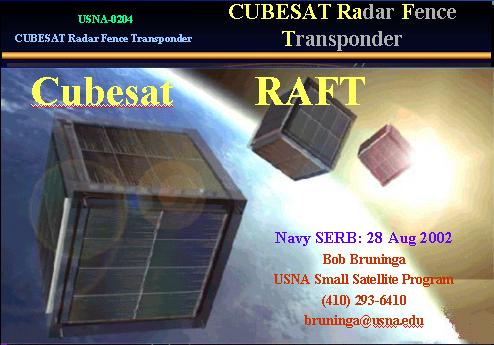 USNA-0204
CUBESAT Radar Fence Transponder
CUBESAT Radar Fence
Transponder
Cubesat RAFT
Navy SERB: 28 Aug 2002
Bob Bruninga
USNA Small Satellite Program
(410) 293-6410
bruninga@usna.edu